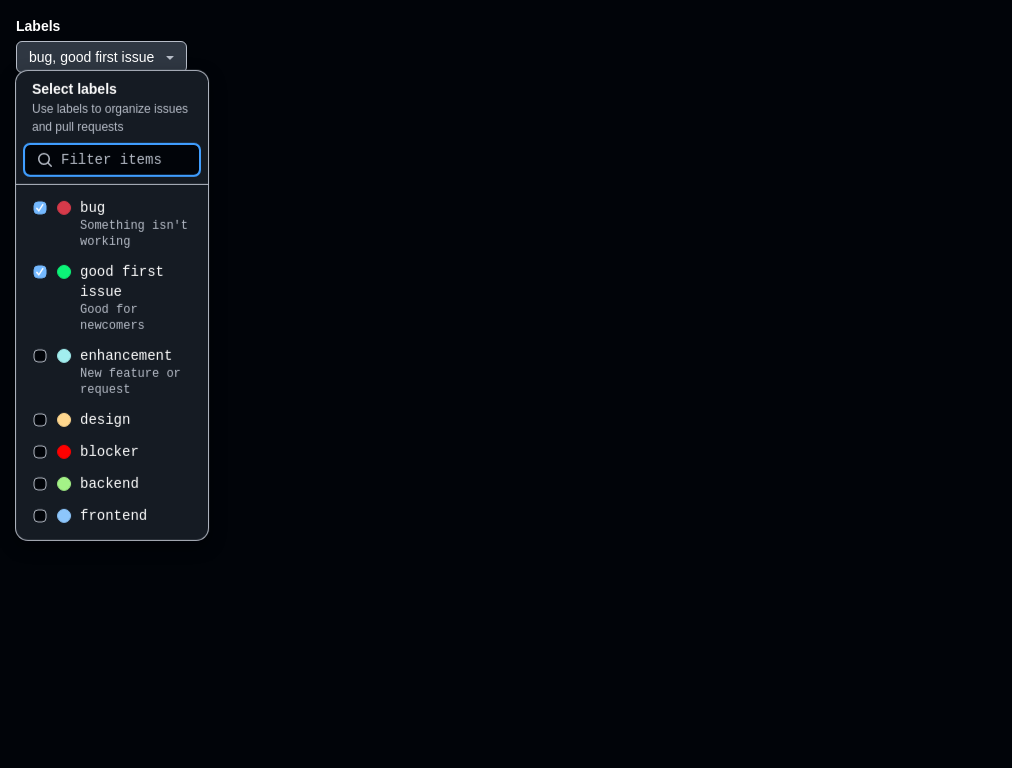 Labels
bug, good first issue
Select labels
Use labels to organize issues
and pull requests
Filter items
bug
Something isn't
working
good first
issue
Good for
newcomers
enhancement
New feature or
request
design
blocker
backend
frontend